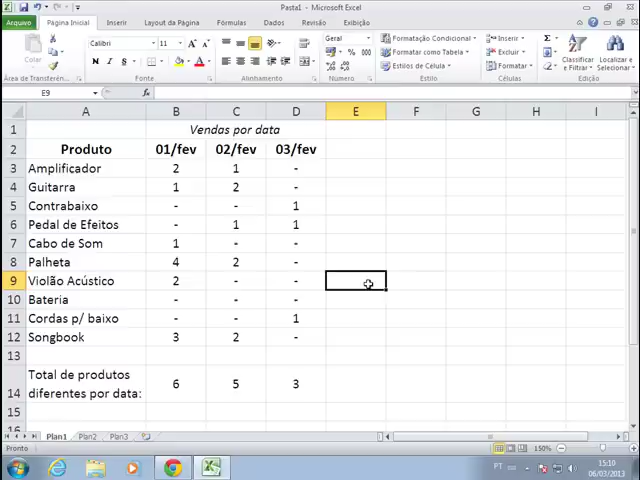 Pasta1 - Microsoft Excel
Arquivo Página Inicial Inserir Layout da Página Fórmulas Dados Revisão Exibição
Colar
Calibri 11
N I S
Geral
% 000
Formatação Condicional
Formatar como Tabela
Estilos de Célula
Inserir
Excluir
Formatar
Classificar e Filtrar
Localizar e Selecionar
Área de Transferên... Fonte Alinhamento Número Estilo Células Edição
E9 fx
A B C D E F G H I
1 Vendas por data
2 Produto 01/fev 02/fev 03/fev
3 Amplificador 2 1 -
4 Guitarra 1 2 -
5 Contrabaixo - - 1
6 Pedal de Efeitos - 1 1
7 Cabo de Som 1 - -
8 Palheta 4 2 -
9 Violão Acústico 2 - -
10 Bateria - - -
11 Cordas p/ baixo - - 1
12 Songbook 3 2 -
13
Total de produtos
14 diferentes por data: 6 5 3
15
16
Plan1 Plan2 Plan3
Pronto 150%
PT 15:10
06/03/2013